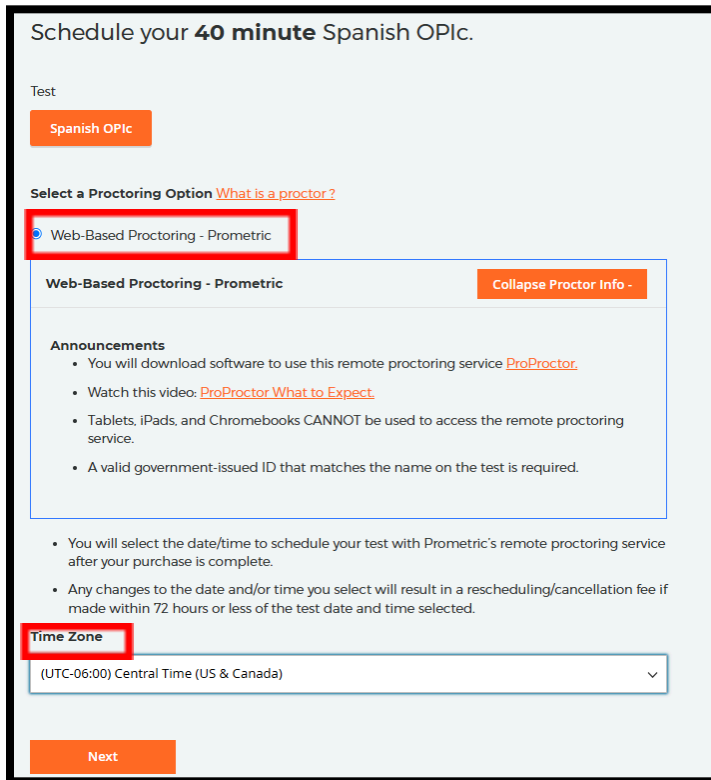 Schedule your 40 minute Spanish OPIc.
Test
Spanish OPIc
Select a Proctoring Option What is a proctor?
Web-Based Proctoring - Prometric
Web-Based Proctoring - Prometric
Collapse Proctor Info -
Announcements
• You will download software to use this remote proctoring service ProProctor.
• Watch this video: ProProctor What to Expect.
• Tablets, iPads, and Chromebooks CANNOT be used to access the remote proctoring
service.
• A valid government-issued ID that matches the name on the test is required.
• You will select the date/time to schedule your test with Prometric's remote proctoring service
after your purchase is complete.
• Any changes to the date and/or time you select will result in a rescheduling/cancellation fee if
made within 72 hours or less of the test date and time selected.
Time Zone
(UTC-06:00) Central Time (US & Canada)
Next